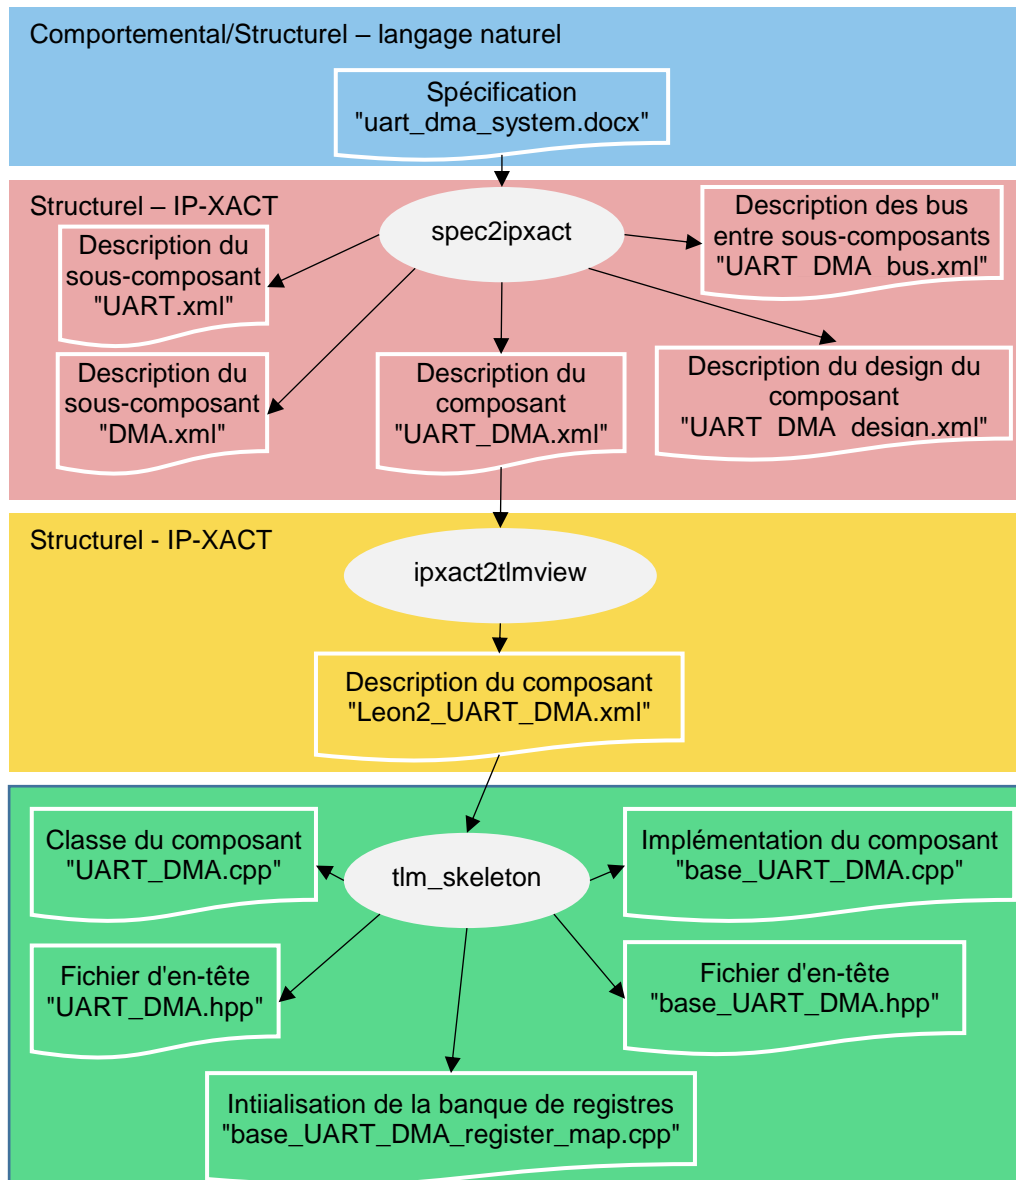 Comportemental/Structurel – langage naturel
Spécification
"uart_dma_system.docx"
Structurel – IP-XACT
spec2ipxact
Description des bus
entre sous-composants
"UART_DMA_bus.xml"
Description du
sous-composant
"UART.xml"
Description du
sous-composant
"DMA.xml"
Description du
composant
"UART_DMA.xml"
Description du design du
composant
"UART_DMA_design.xml"
Structurel - IP-XACT
ipxact2tlmview
Description du composant
"Leon2_UART_DMA.xml"
Classe du composant
"UART_DMA.cpp"
tlm_skeleton
Implémentation du composant
"base_UART_DMA.cpp"
Fichier d'en-tête
"UART_DMA.hpp"
Fichier d'en-tête
"base_UART_DMA.hpp"
Intiialisation de la banque de registres
"base_UART_DMA_register_map.cpp"